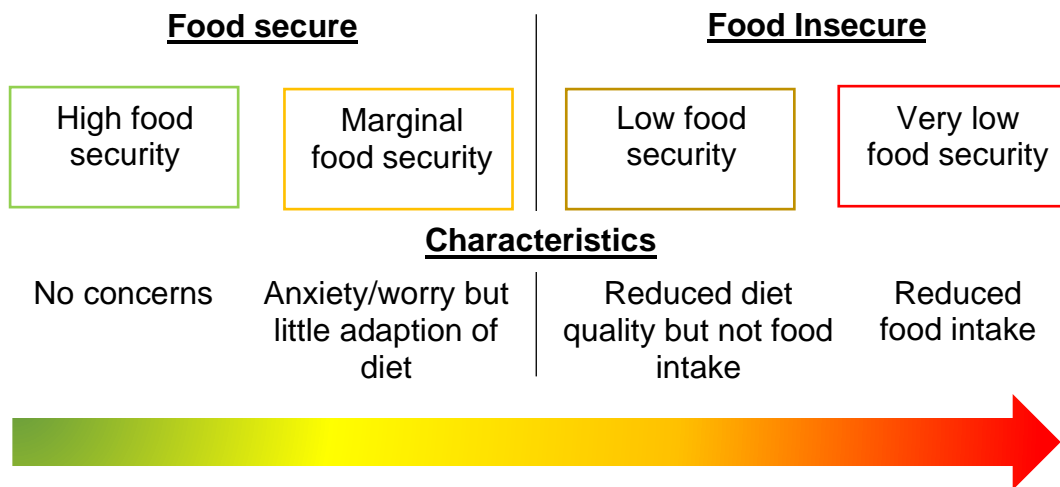 Food secure
Food Insecure
High food
security
Marginal
food security
Low food
security
Very low
food security
Characteristics
No concerns
Anxiety/worry but
little adaption of
diet
Reduced diet
quality but not food
intake
Reduced
food intake